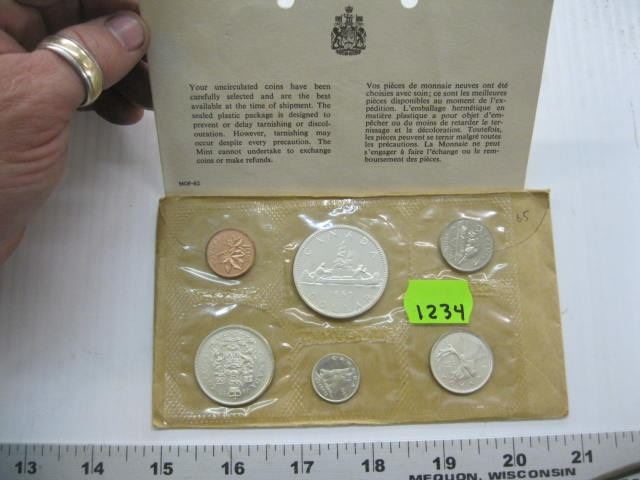 Your uncirculated coins have been
carefully selected and are the best
available at the time of shipment. The
sealed plastic package is designed to
prevent or delay tarnishing or discol-
ouration. However, tarnishing may
occur despite every precaution. The
Mint cannot undertake to exchange
coins or make refunds.
Vos pièces de monnaie neuves ont été
choisies avec soin; ce sont les meilleures
pièces disponibles au moment de l'ex-
pédition. L'emballage hermétique en
matière plastique a pour objet d'em-
pêcher ou du moins de retarder le ter-
nissage et la décoloration. Toutefois,
les pièces peuvent se ternir malgré toutes
les précautions. La Monnaie ne peut
s'engager à faire l'échange ou le rem-
boursement des pièces.
65
CANADA
DOLLAR
1234
13 14 15 16 17 18 19 20 21
MEQUON, WISCONSIN